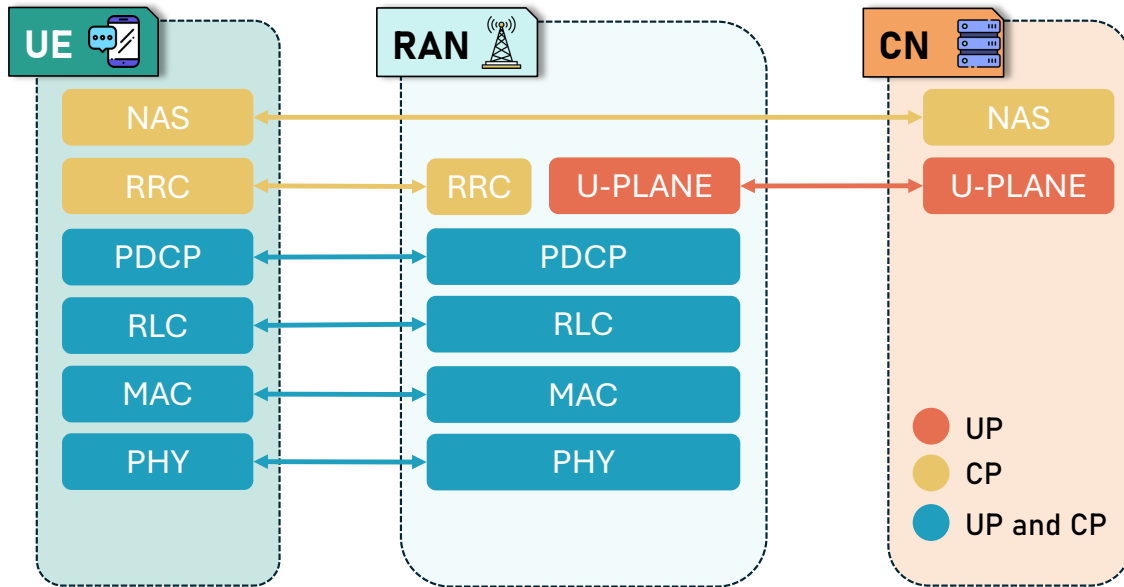 UE
RAN
CN
NAS
NAS
RRC
RRC
U-PLANE
U-PLANE
PDCP
PDCP
RLC
RLC
MAC
MAC
PHY
PHY
UP
CP
UP and CP